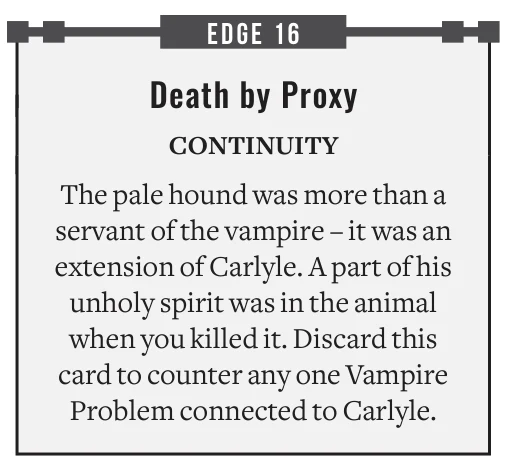 EDGE 16
Death by Proxy
CONTINUITY
The pale hound was more than a
servant of the vampire – it was an
extension of Carlyle. A part of his
unholy spirit was in the animal
when you killed it. Discard this
card to counter any one Vampire
Problem connected to Carlyle.